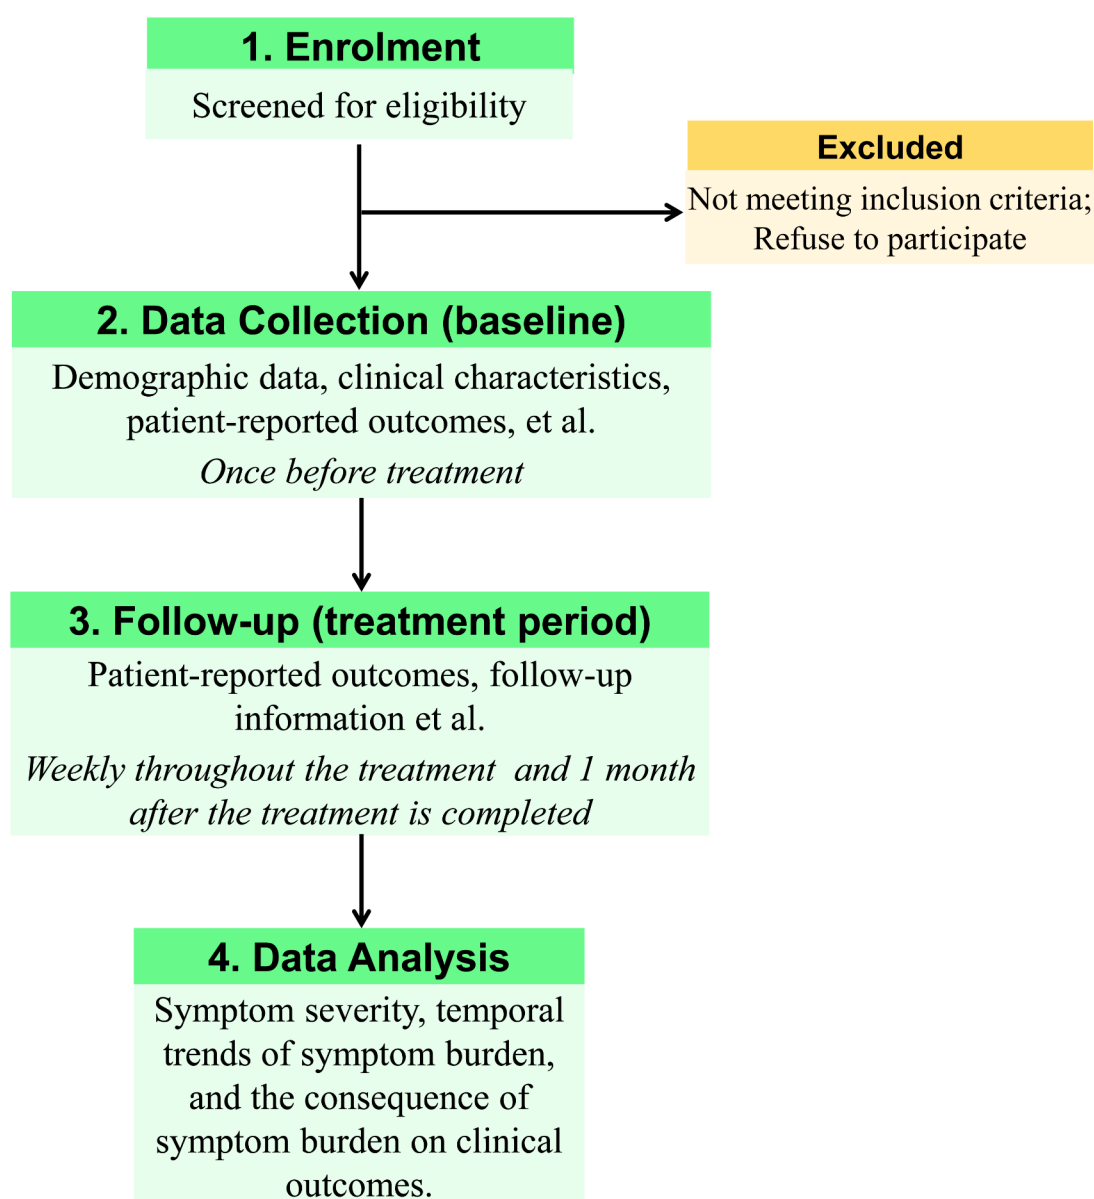 1. Enrolment
Screened for eligibility
Excluded
Not meeting inclusion criteria;
Refuse to participate
2. Data Collection (baseline)
Demographic data, clinical characteristics,
patient-reported outcomes, et al.
Once before treatment
3. Follow-up (treatment period)
Patient-reported outcomes, follow-up
information et al.
Weekly throughout the treatment  and 1 month
after the treatment is completed
4. Data Analysis
Symptom severity, temporal
trends of symptom burden,
and the consequence of
symptom burden on clinical
outcomes.